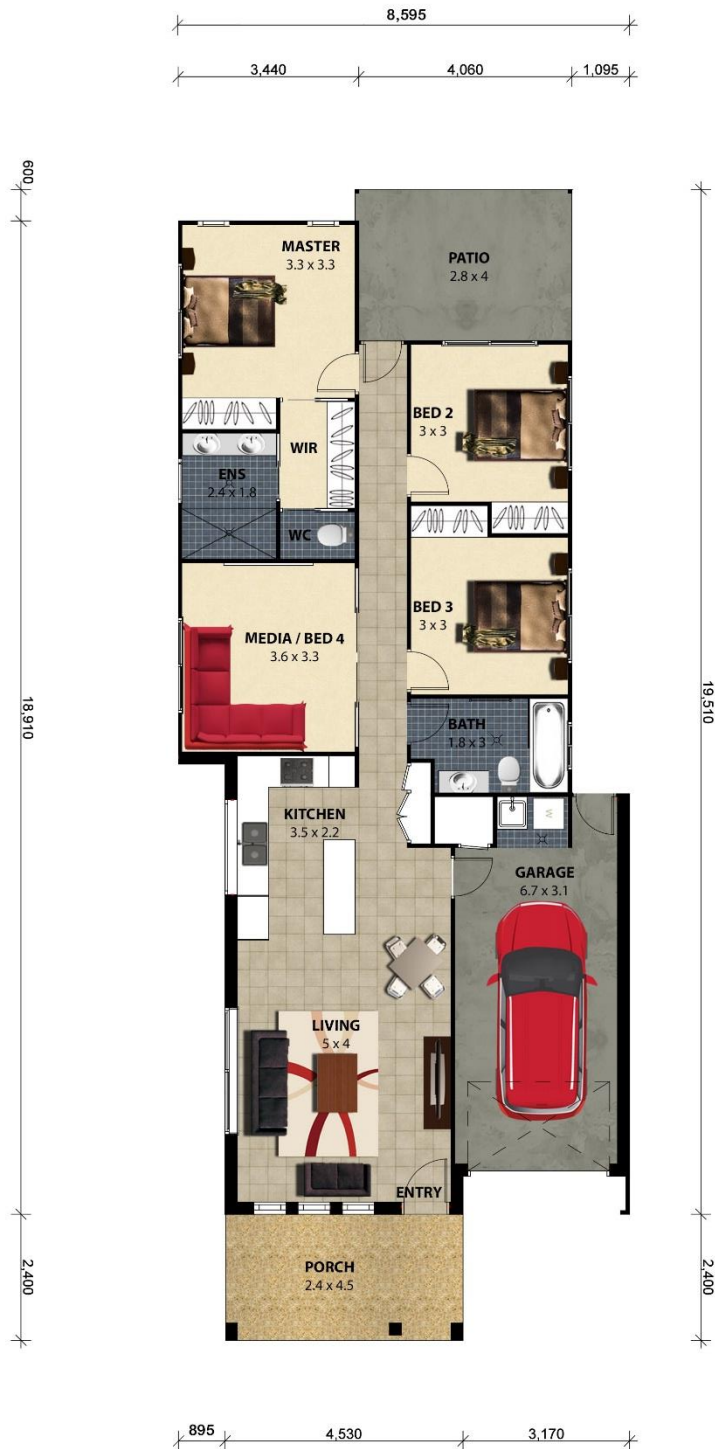 8,595
3,440
4,060
1,095
600
MASTER
3.3 x 3.3
PATIO
2.8 x 4
BED 2
3 x 3
WIR
ENS
2.4 x 1.8
WC
BED 3
3 x 3
MEDIA / BED 4
3.6 x 3.3
18,910
19,510
BATH
1.8 x 3
KITCHEN
3.5 x 2.2
W
GARAGE
6.7 x 3.1
LIVING
5 x 4
ENTRY
PORCH
2.4 x 4.5
2,400
2,400
895
4,530
3,170